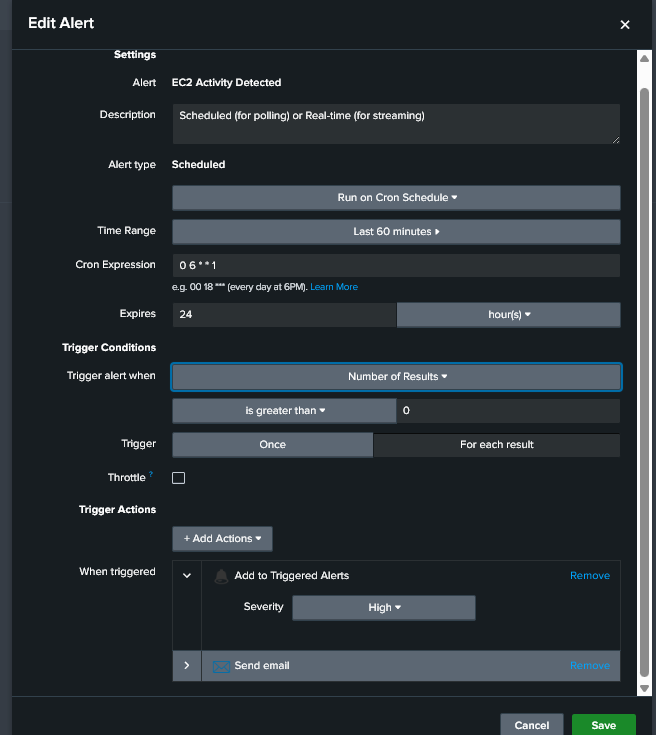 Edit Alert
×
Settings
Alert EC2 Activity Detected
Description Scheduled (for polling) or Real-time (for streaming)
Alert type Scheduled
Run on Cron Schedule
Time Range Last 60 minutes
Cron Expression 0 6 * * 1
e.g. 00 18 *** (every day at 6PM). Learn More
Expires 24 hour(s)
Trigger Conditions
Trigger alert when Number of Results
is greater than 0
Trigger Once For each result
Throttle ?
Trigger Actions
+ Add Actions
When triggered Add to Triggered Alerts Remove
Severity High
Send email Remove
Cancel Save